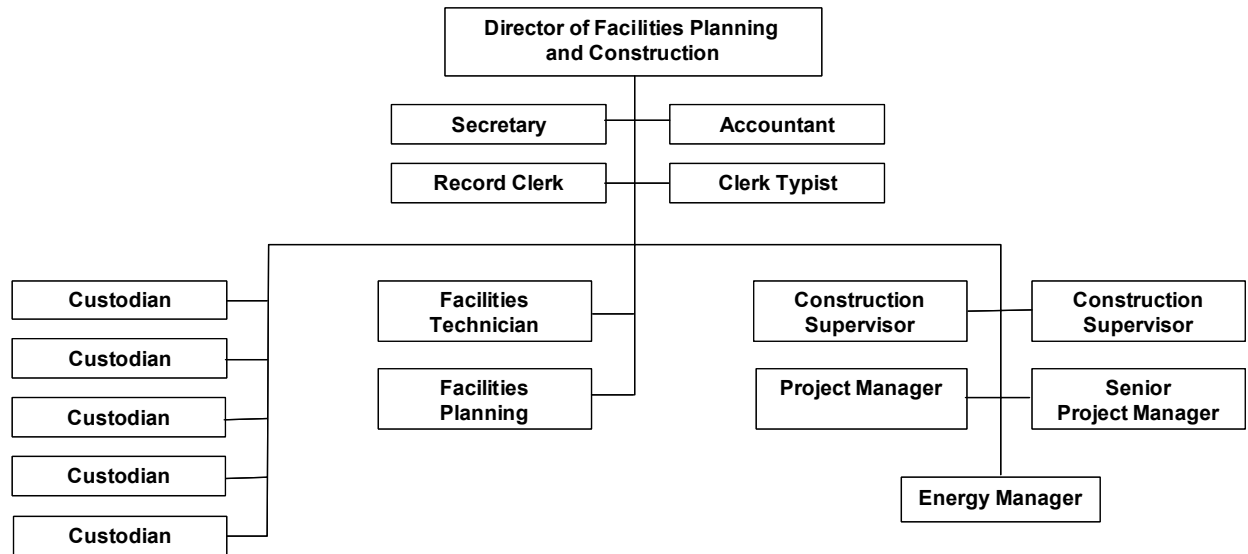 Director of Facilities Planning
and Construction
Secretary
Accountant
Record Clerk
Clerk Typist
Custodian
Custodian
Custodian
Custodian
Custodian
Facilities
Technician
Facilities
Planning
Construction
Supervisor
Construction
Supervisor
Project Manager
Senior
Project Manager
Energy Manager